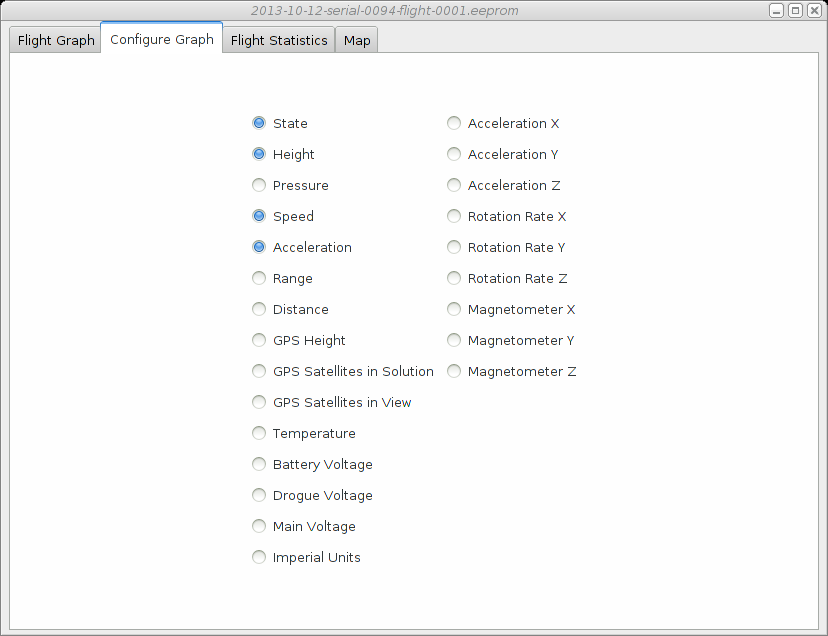 2013-10-12-serial-0094-flight-0001.eeprom
Flight Graph
Configure Graph
Flight Statistics
Map
State
Height
Pressure
Speed
Acceleration
Range
Distance
GPS Height
GPS Satellites in Solution
GPS Satellites in View
Temperature
Battery Voltage
Drogue Voltage
Main Voltage
Imperial Units
Acceleration X
Acceleration Y
Acceleration Z
Rotation Rate X
Rotation Rate Y
Rotation Rate Z
Magnetometer X
Magnetometer Y
Magnetometer Z